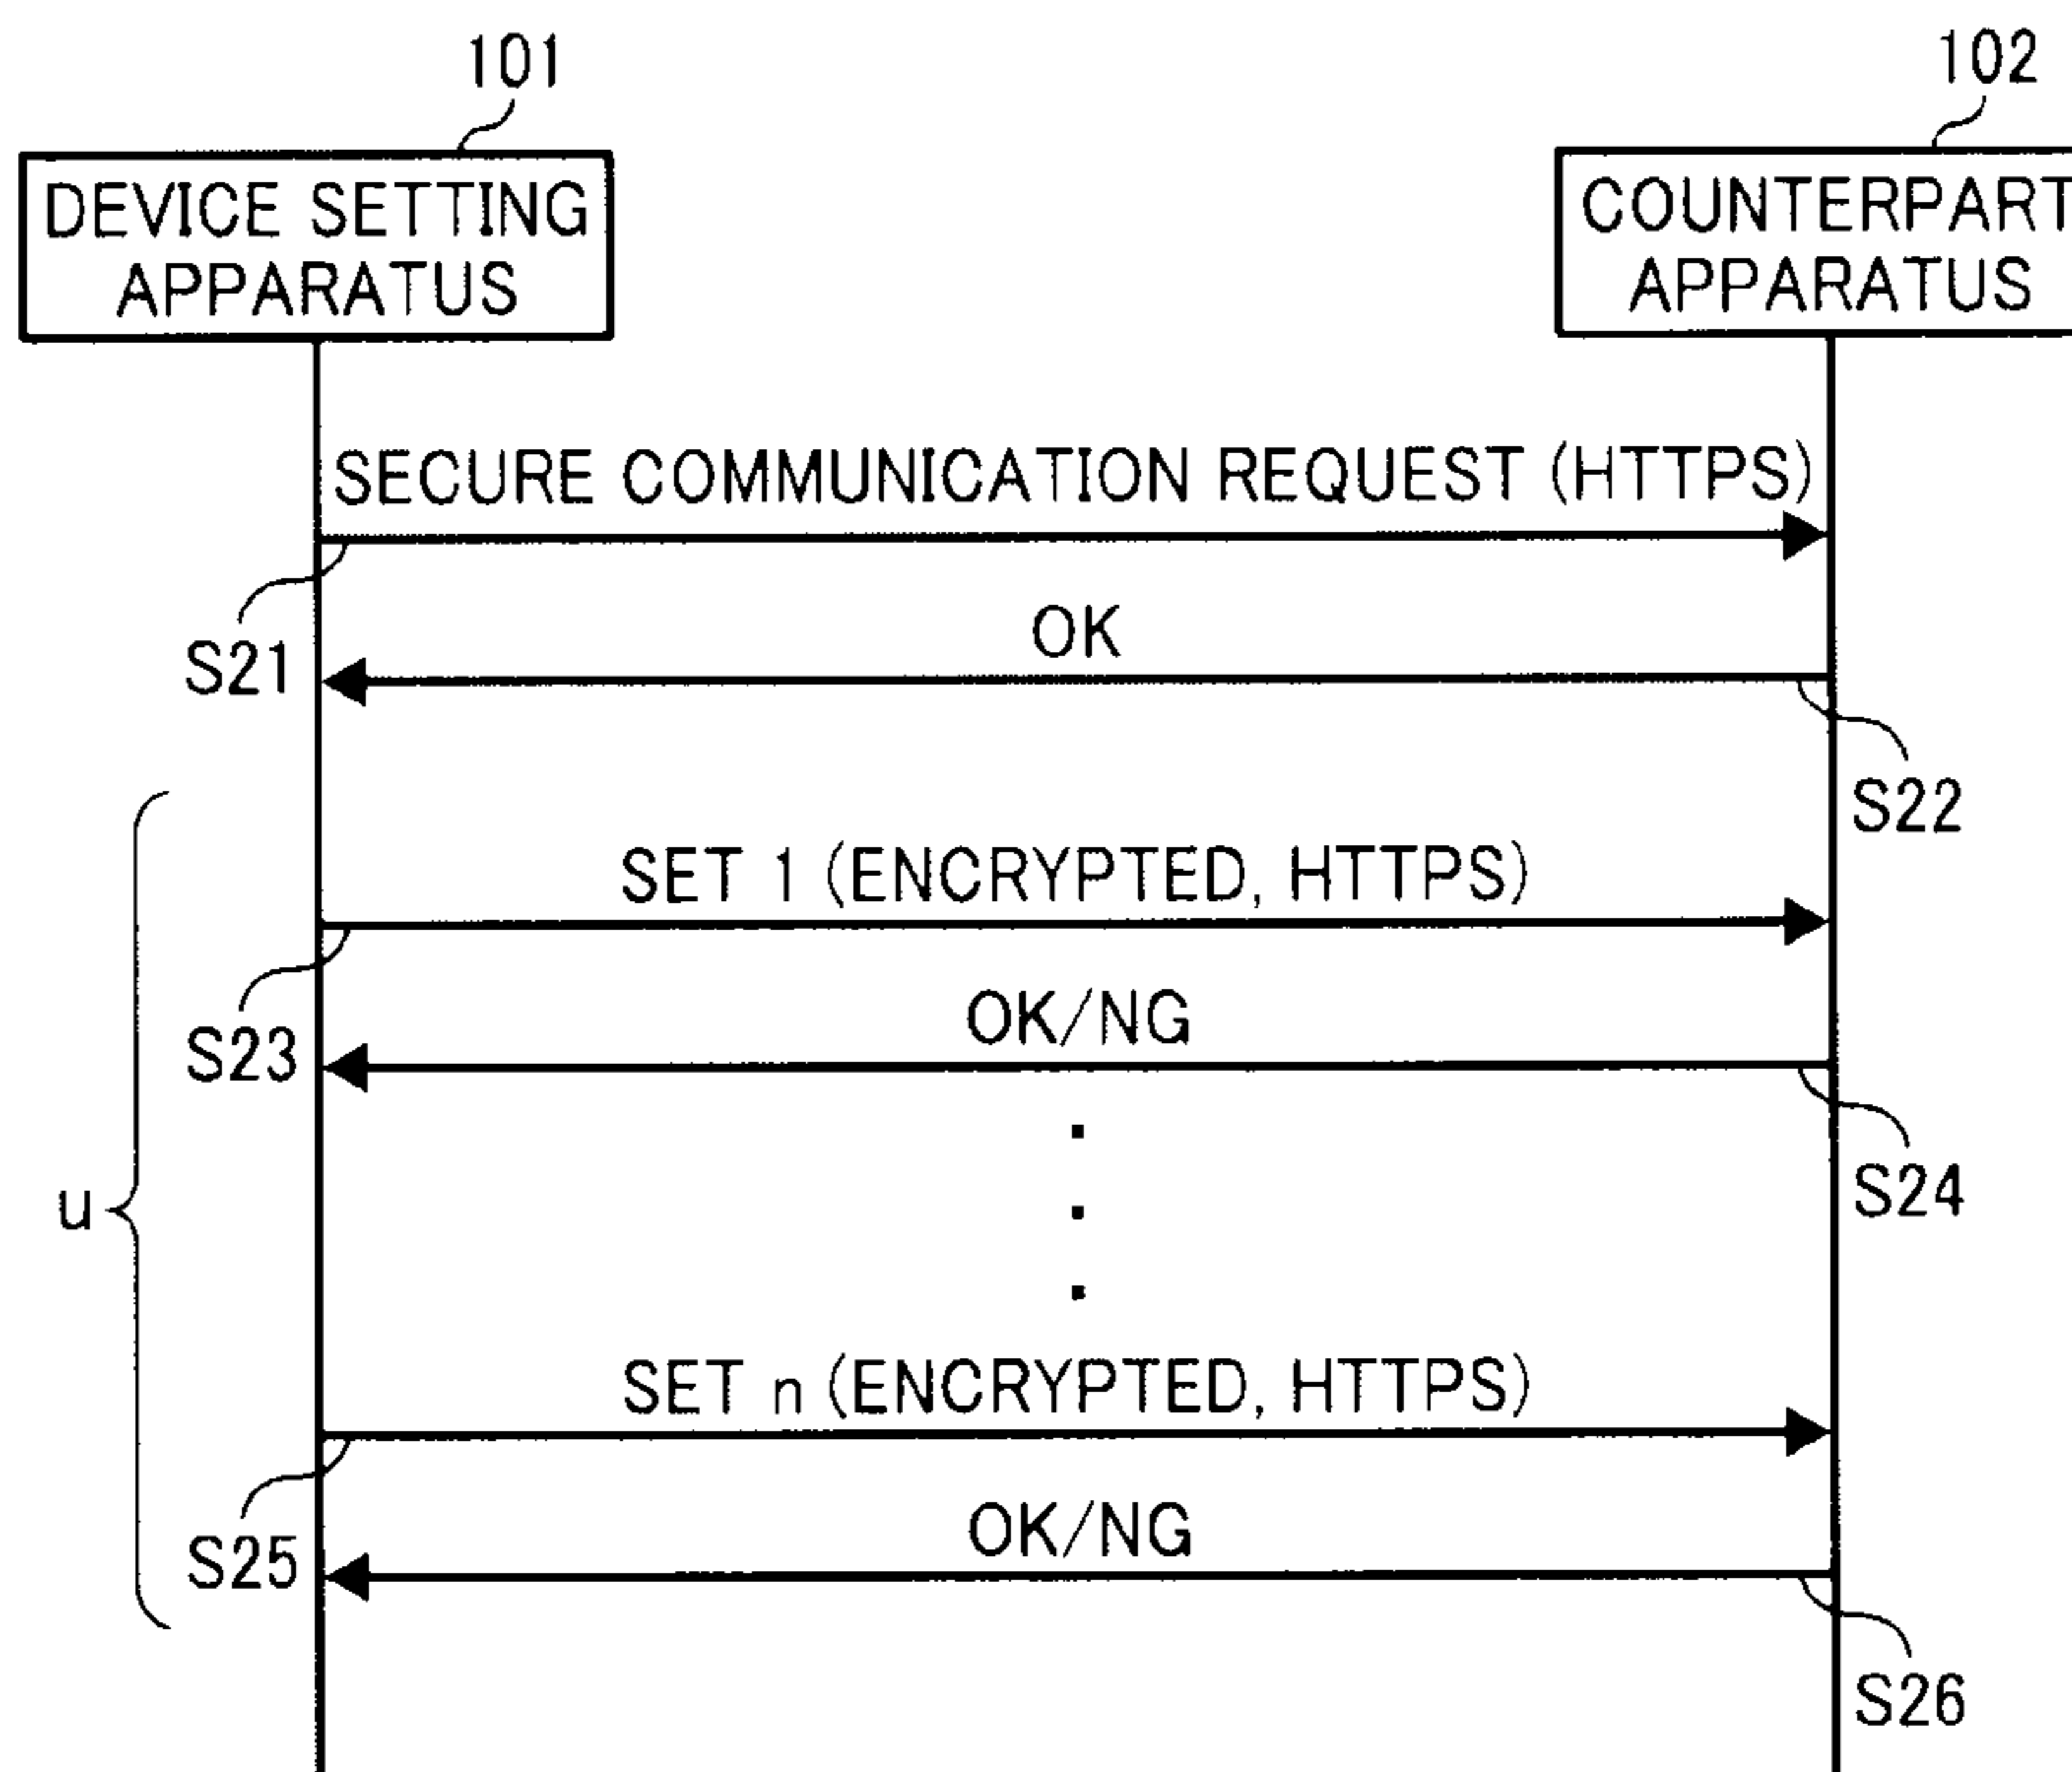 101
102
DEVICE SETTING
APPARATUS
COUNTERPART
APPARATUS
SECURE COMMUNICATION REQUEST (HTTPS)
S21
OK
S22
SET 1 (ENCRYPTED, HTTPS)
S23
OK/NG
S24
u
SET n (ENCRYPTED, HTTPS)
S25
OK/NG
S26